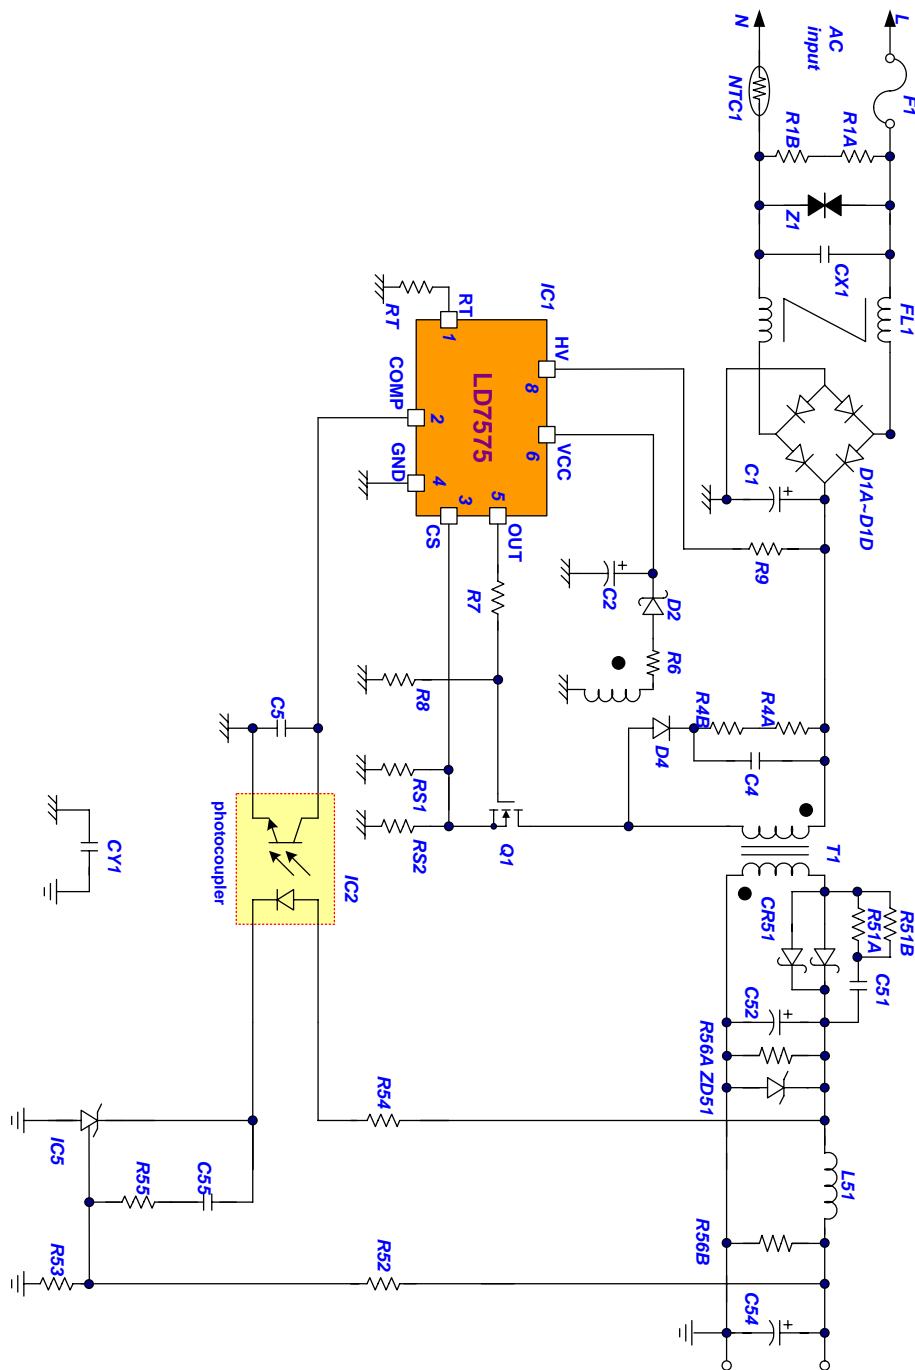 L
N
AC
input
F1
NTC1
R1A
R1B
Z1
CX1
FL1
D1A~D1D
C1
R9
IC1
LD7575
RT
RT
1
HV
8
COMP
2
VCC
6
GND
4
CS
3
OUT
5
R7
R8
C2
D2
R6
R4A
R4B
C4
D4
T1
Q1
RS1
RS2
C5
IC2
photocoupler
CY1
CR51
R51A
R51B
C51
C52
R56A
ZD51
R54
L51
IC5
R55
C55
R56B
R52
R53
C54
+
+
+
+